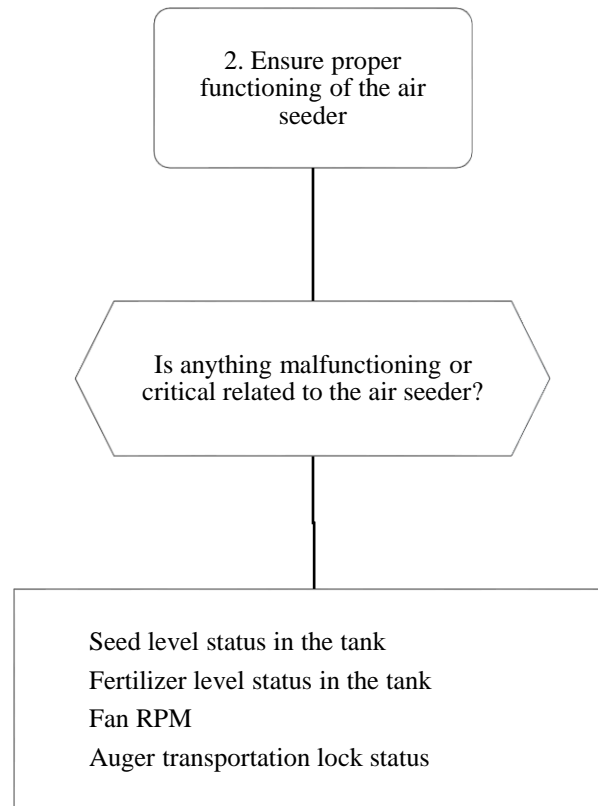 2. Ensure proper
functioning of the air
seeder
Is anything malfunctioning or
critical related to the air seeder?
Seed level status in the tank
Fertilizer level status in the tank
Fan RPM
Auger transportation lock status